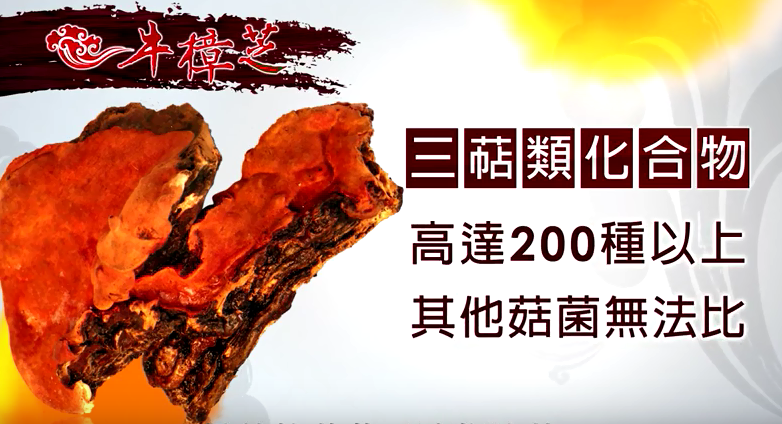 牛樟芝
三萜類化合物
高達200種以上
其他菇菌無法比